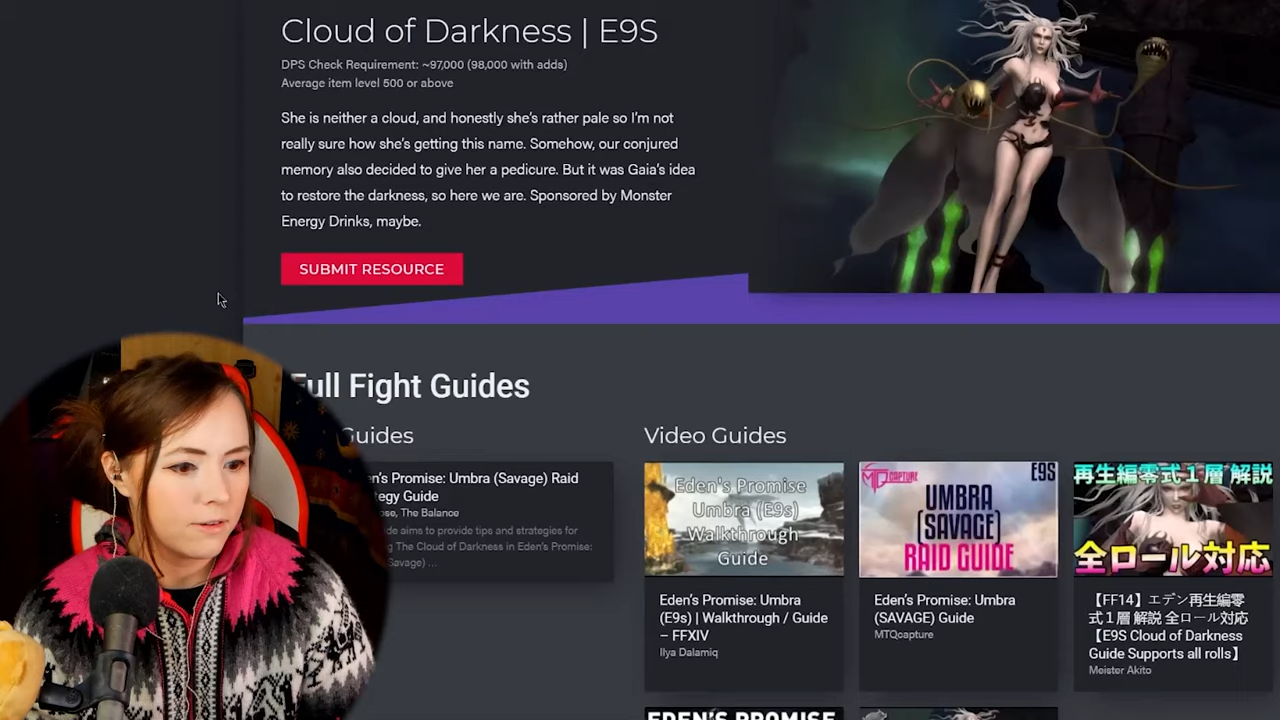 Cloud of Darkness | E9S
DPS Check Requirement: ~97,000 (98,000 with adds)
Average item level 500 or above
She is neither a cloud, and honestly she's rather pale so I'm not
really sure how she's getting this name. Somehow, our conjured
memory also decided to give her a pedicure. But it was Gaia's idea
to restore the darkness, so here we are. Sponsored by Monster
Energy Drinks, maybe.
SUBMIT RESOURCE
Full Fight Guides
Guides
Promise: Umbra (Savage) Raid
Guide
The Balance
aims to provide tips and strategies for
The Cloud of Darkness in Eden's Promise:
Savage) ...
Video Guides
Eden's Promise
Umbra (E9s)
Walkthrough
Guide
Eden's Promise: Umbra
(E9s) | Walkthrough / Guide
– FFXIV
Ilya Dalamiq
MTQCAPTURE
E9S
UMBRA
(SAVAGE)
RAID GUIDE
Eden's Promise: Umbra
(SAVAGE) Guide
MTQcapture
再生編零式1層 解説
全ロール対応
【FF14】エデン再生編零
式1層 解説 全ロール対応
【E9S Cloud of Darkness
Guide Supports all rolls】
Meister Akito
EDEN'S PROMISE